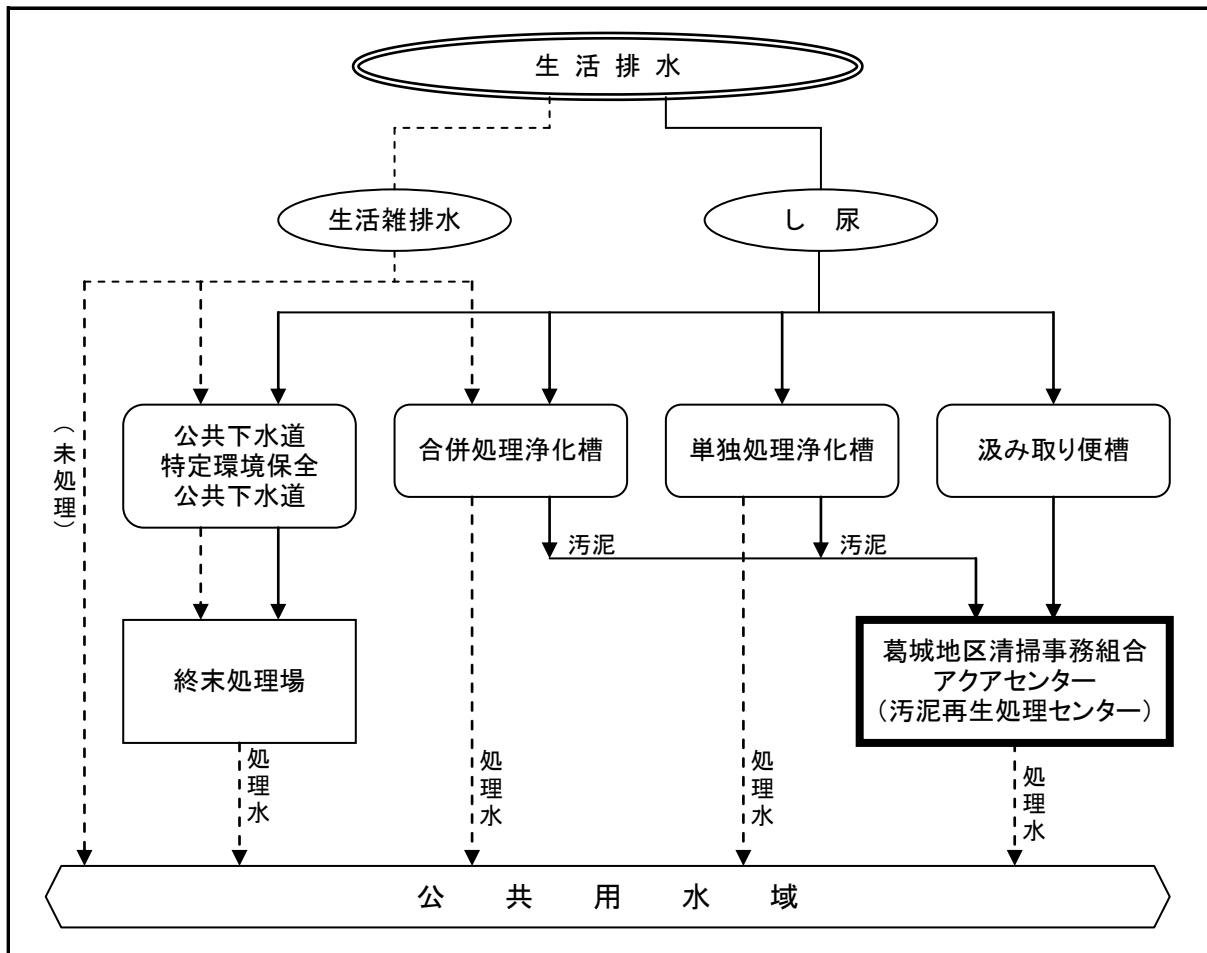 生活排水
生活雑排水
し尿
（未処理）
公共下水道
特定環境保全
公共下水道
合併処理浄化槽
単独処理浄化槽
汲み取り便槽
汚泥
汚泥
終末処理場
葛城地区清掃事務組合
アクアセンター
（汚泥再生処理センター）
処理水
処理水
処理水
処理水
公共用水域